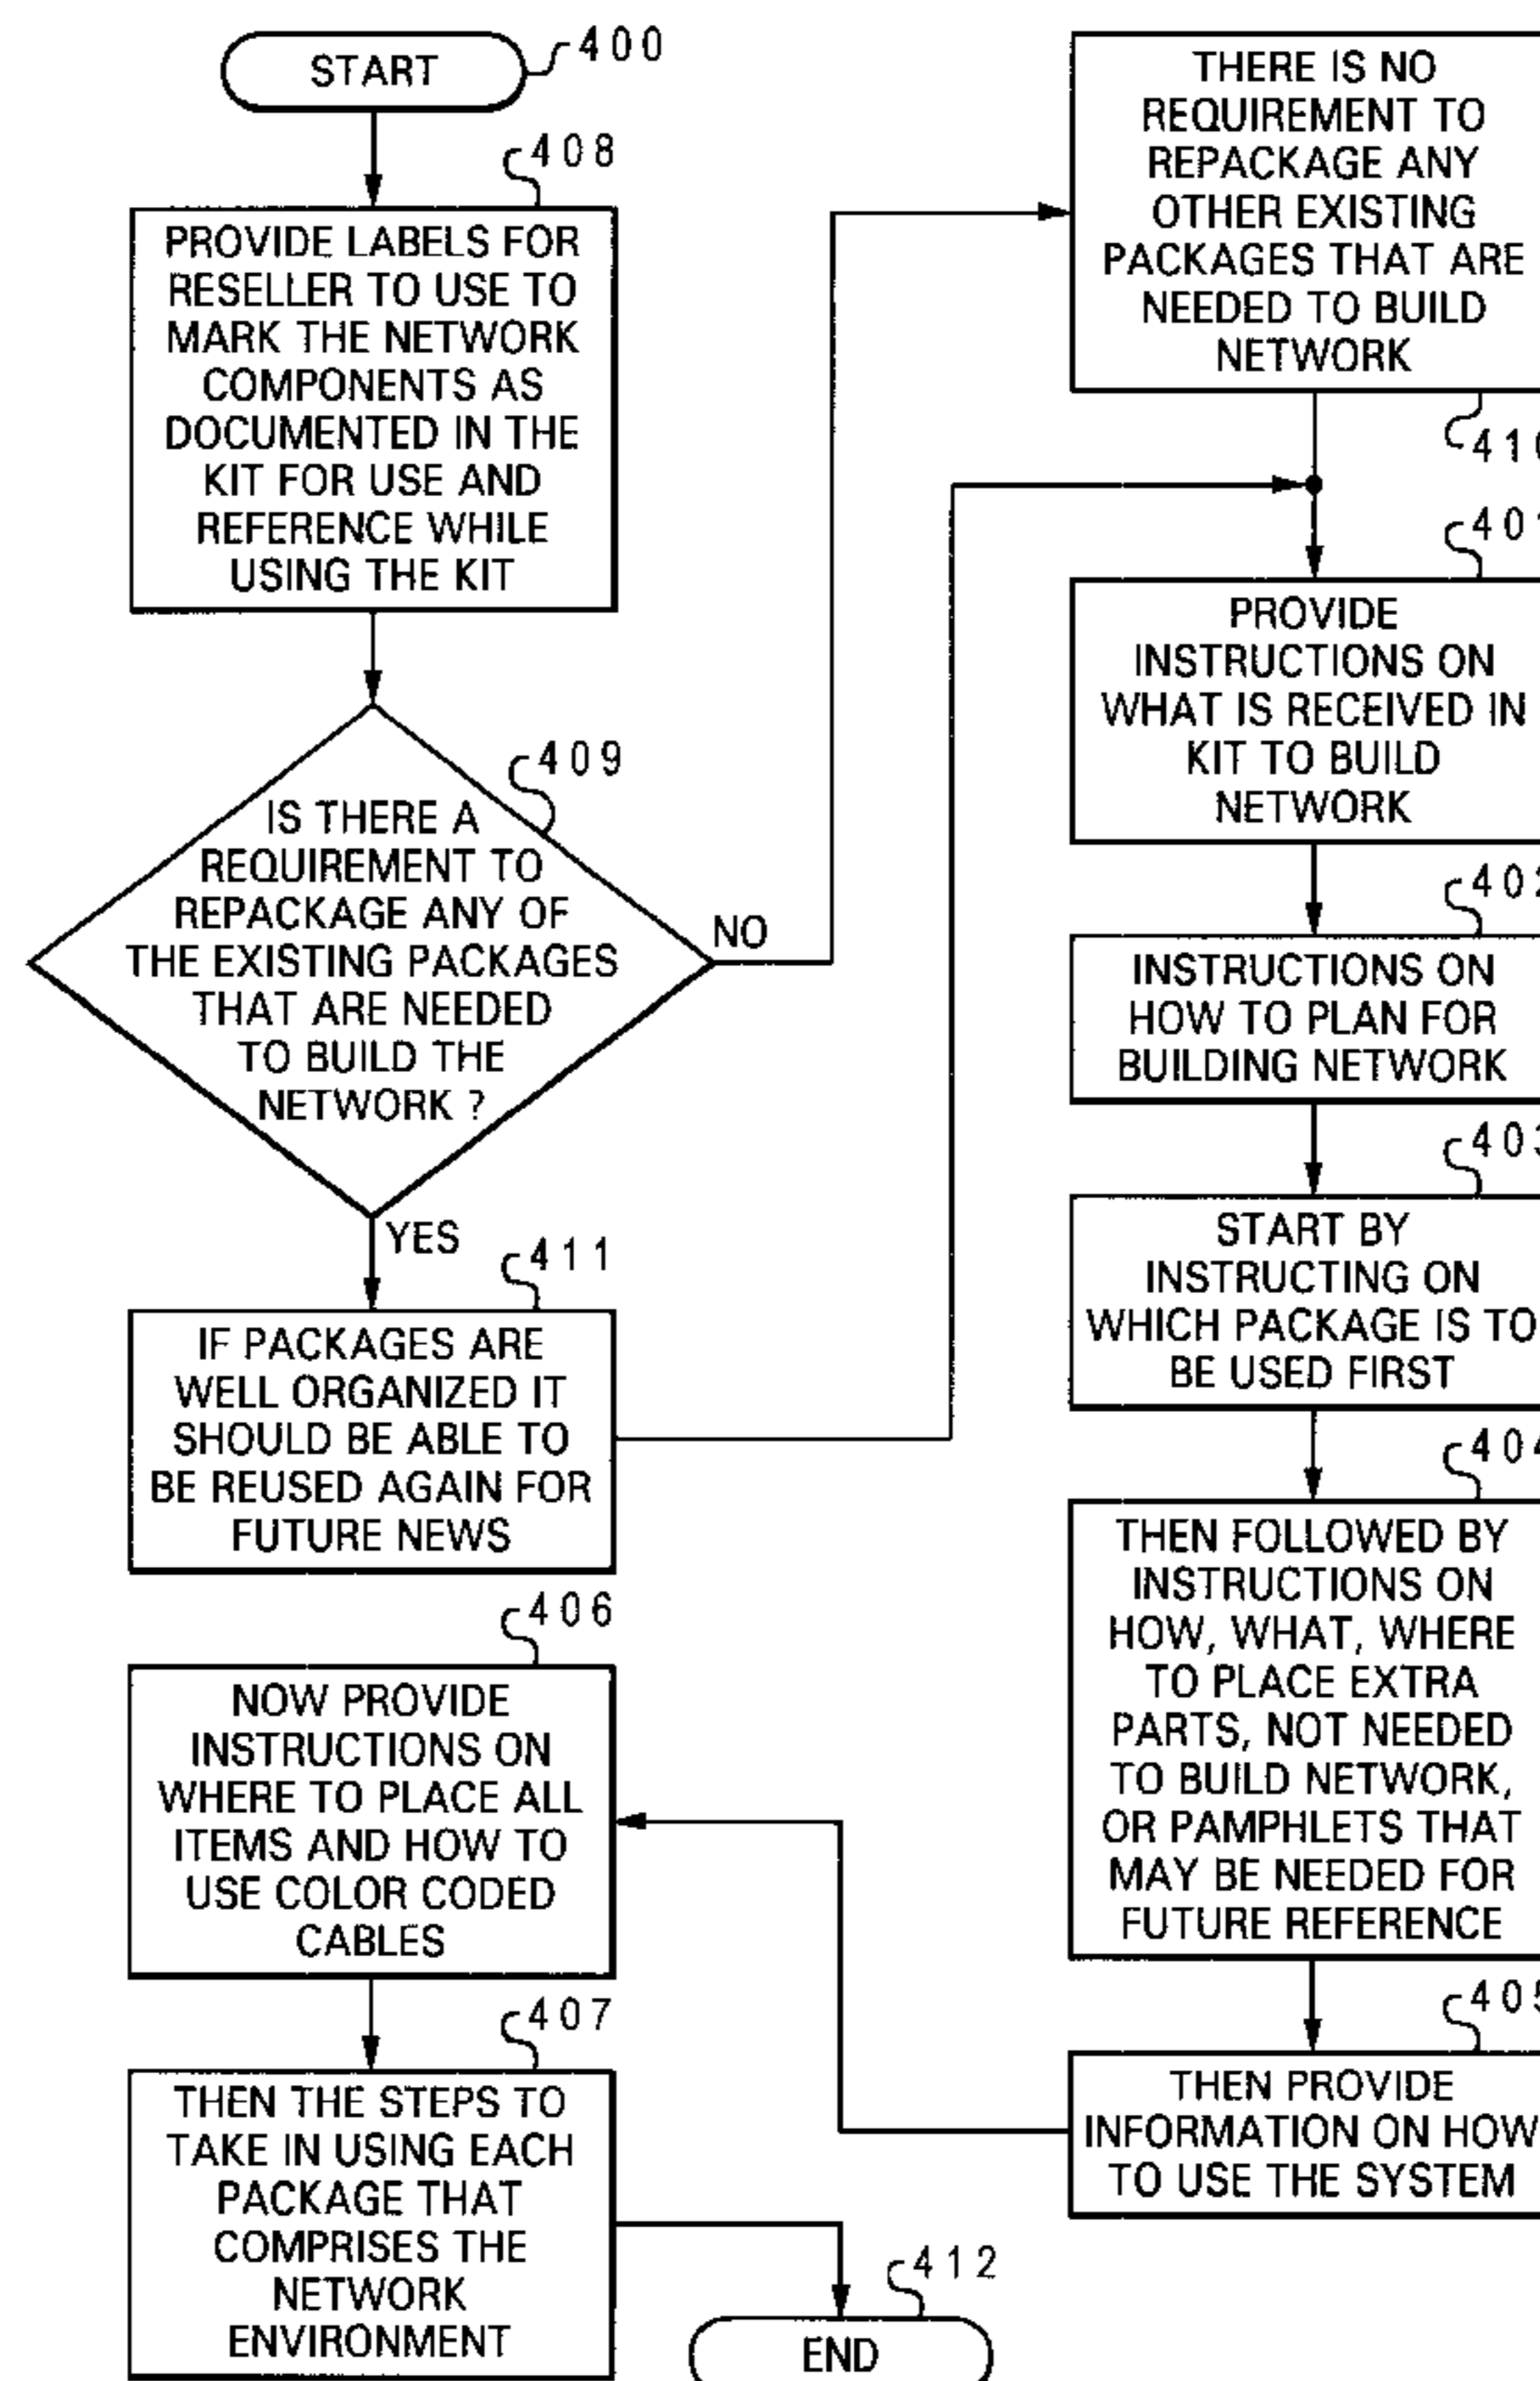 START
400
408
PROVIDE LABELS FOR
RESELLER TO USE TO
MARK THE NETWORK
COMPONENTS AS
DOCUMENTED IN THE
KIT FOR USE AND
REFERENCE WHILE
USING THE KIT
409
IS THERE A
REQUIREMENT TO
REPACKAGE ANY OF
THE EXISTING PACKAGES
THAT ARE NEEDED
TO BUILD THE
NETWORK ?
NO
YES
411
IF PACKAGES ARE
WELL ORGANIZED IT
SHOULD BE ABLE TO
BE REUSED AGAIN FOR
FUTURE NEWS
THERE IS NO
REQUIREMENT TO
REPACKAGE ANY
OTHER EXISTING
PACKAGES THAT ARE
NEEDED TO BUILD
NETWORK
410
401
PROVIDE
INSTRUCTIONS ON
WHAT IS RECEIVED IN
KIT TO BUILD
NETWORK
402
INSTRUCTIONS ON
HOW TO PLAN FOR
BUILDING NETWORK
403
START BY
INSTRUCTING ON
WHICH PACKAGE IS TO
BE USED FIRST
404
THEN FOLLOWED BY
INSTRUCTIONS ON
HOW, WHAT, WHERE
TO PLACE EXTRA
PARTS, NOT NEEDED
TO BUILD NETWORK,
OR PAMPHLETS THAT
MAY BE NEEDED FOR
FUTURE REFERENCE
405
THEN PROVIDE
INFORMATION ON HOW
TO USE THE SYSTEM
406
NOW PROVIDE
INSTRUCTIONS ON
WHERE TO PLACE ALL
ITEMS AND HOW TO
USE COLOR CODED
CABLES
407
THEN THE STEPS TO
TAKE IN USING EACH
PACKAGE THAT
COMPRISES THE
NETWORK
ENVIRONMENT
412
END